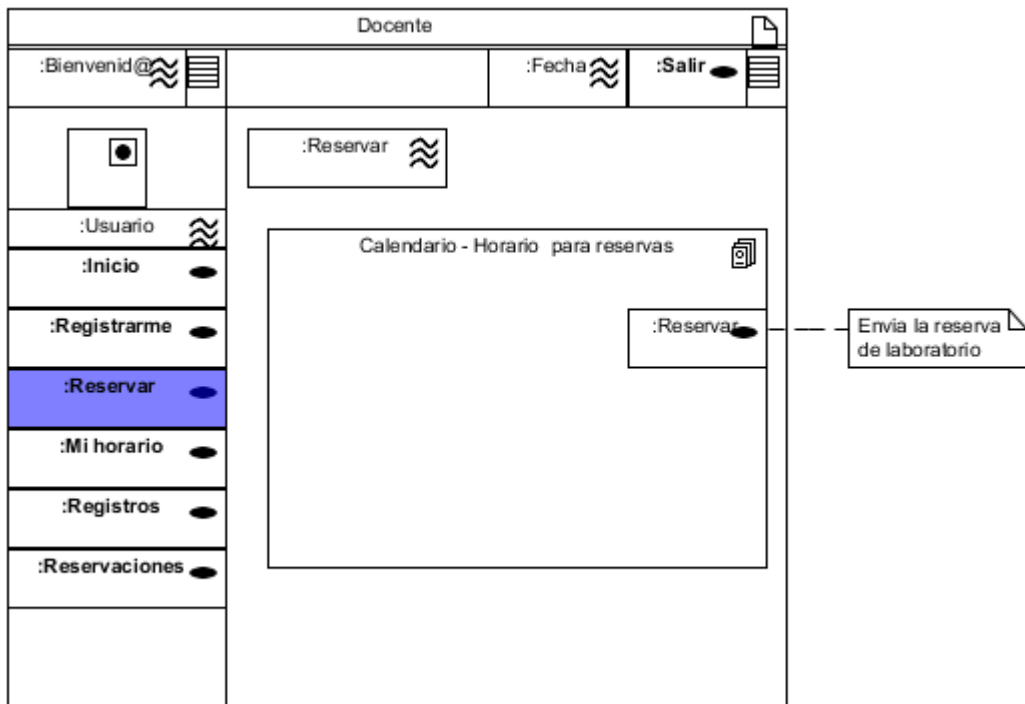 Docente
:Bienvenid@
:Fecha
:Salir
:Reservar
:Usuario
:Inicio
:Registrarme
:Reservar
:Mi horario
:Registros
:Reservaciones
Calendario - Horario para reservas
:Reservar
Envia la reserva
de laboratorio